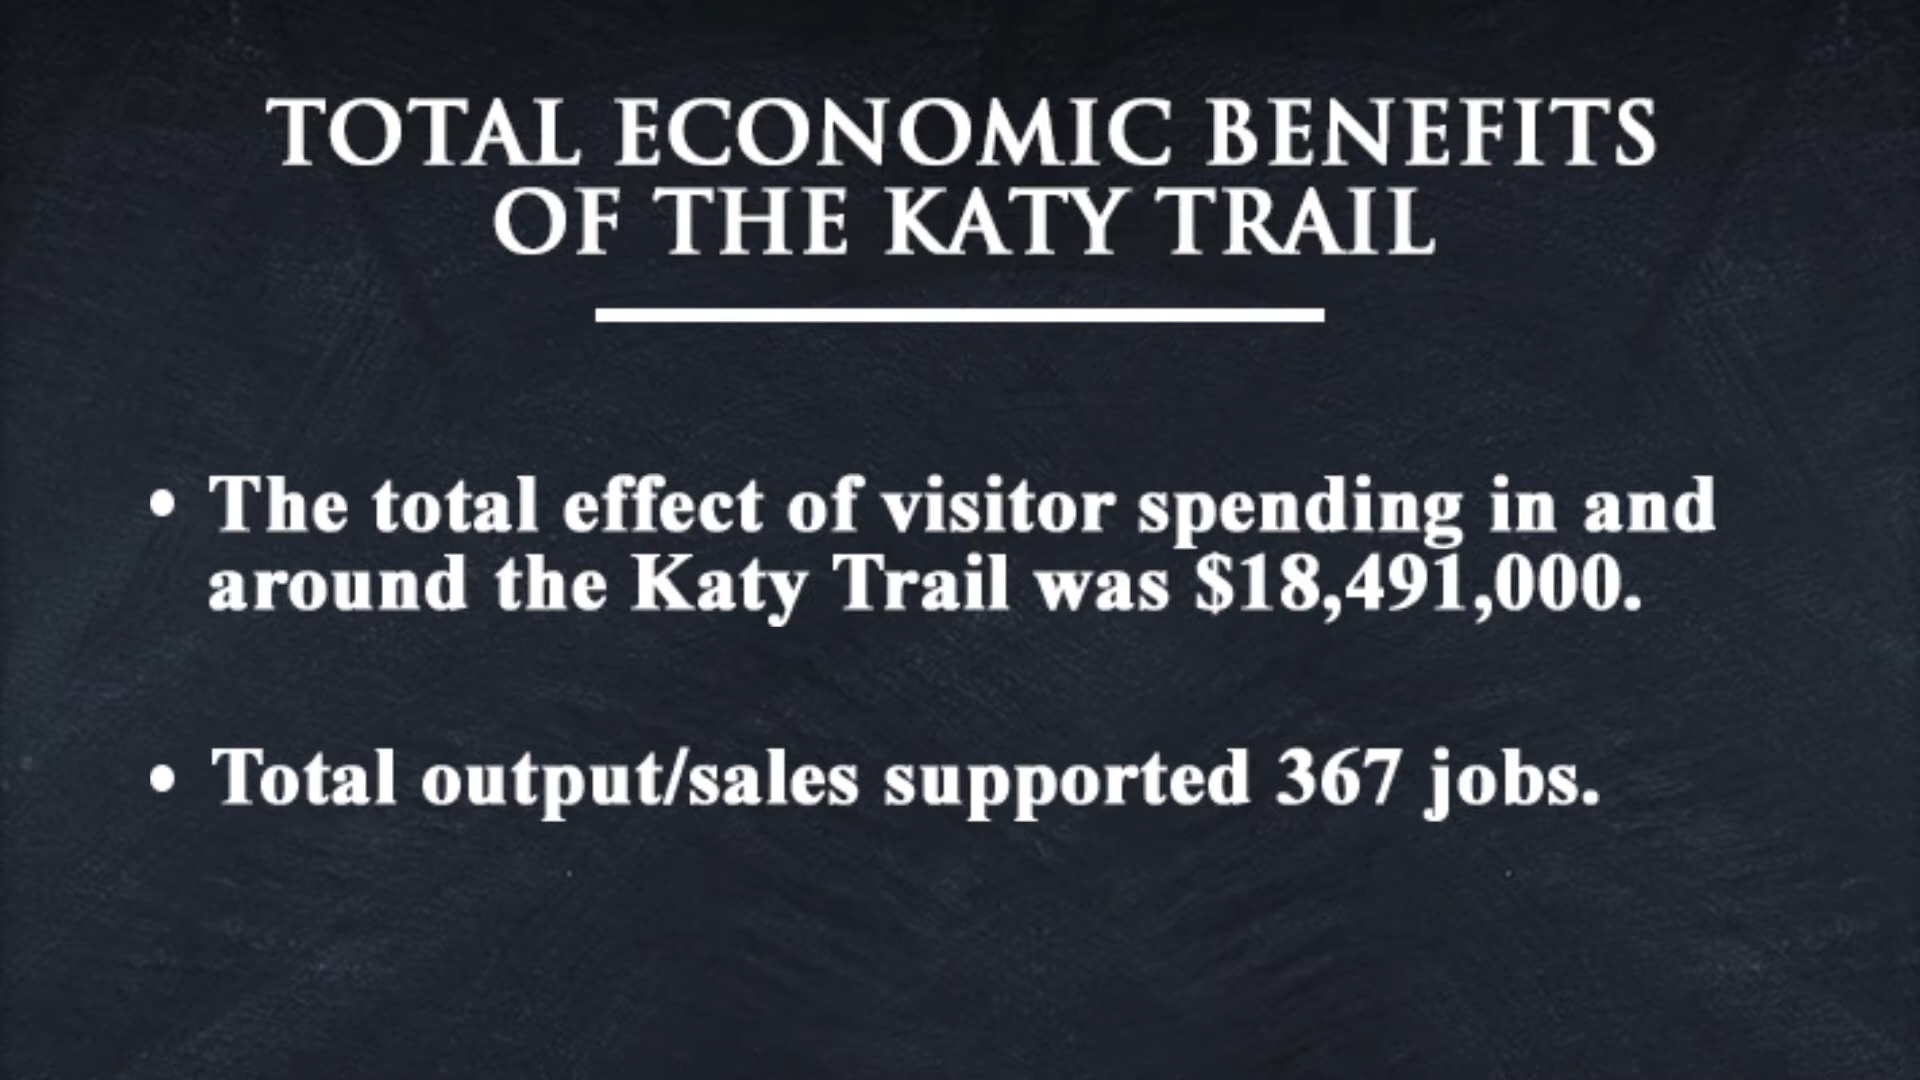 TOTAL ECONOMIC BENEFITS
OF THE KATY TRAIL
• The total effect of visitor spending in and
around the Katy Trail was $18,491,000.
• Total output/sales supported 367 jobs.